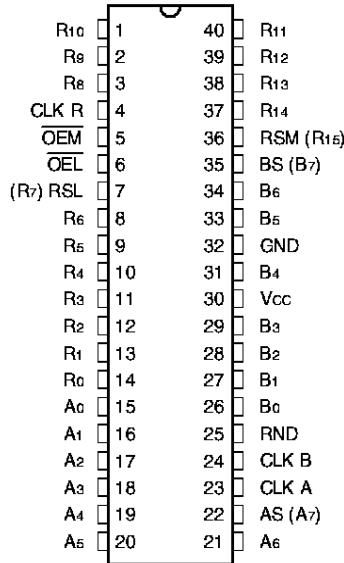 R10 1 40 R11
R9 2 39 R12
R8 3 38 R13
CLK R 4 37 R14
O̅E̅M̅ 5 36 RSM (R15)
O̅E̅L̅ 6 35 BS (B7)
(R7) RSL 7 34 B6
R6 8 33 B5
R5 9 32 GND
R4 10 31 B4
R3 11 30 VCC
R2 12 29 B3
R1 13 28 B2
R0 14 27 B1
A0 15 26 B0
A1 16 25 RND
A2 17 24 CLK B
A3 18 23 CLK A
A4 19 22 AS (A7)
A5 20 21 A6